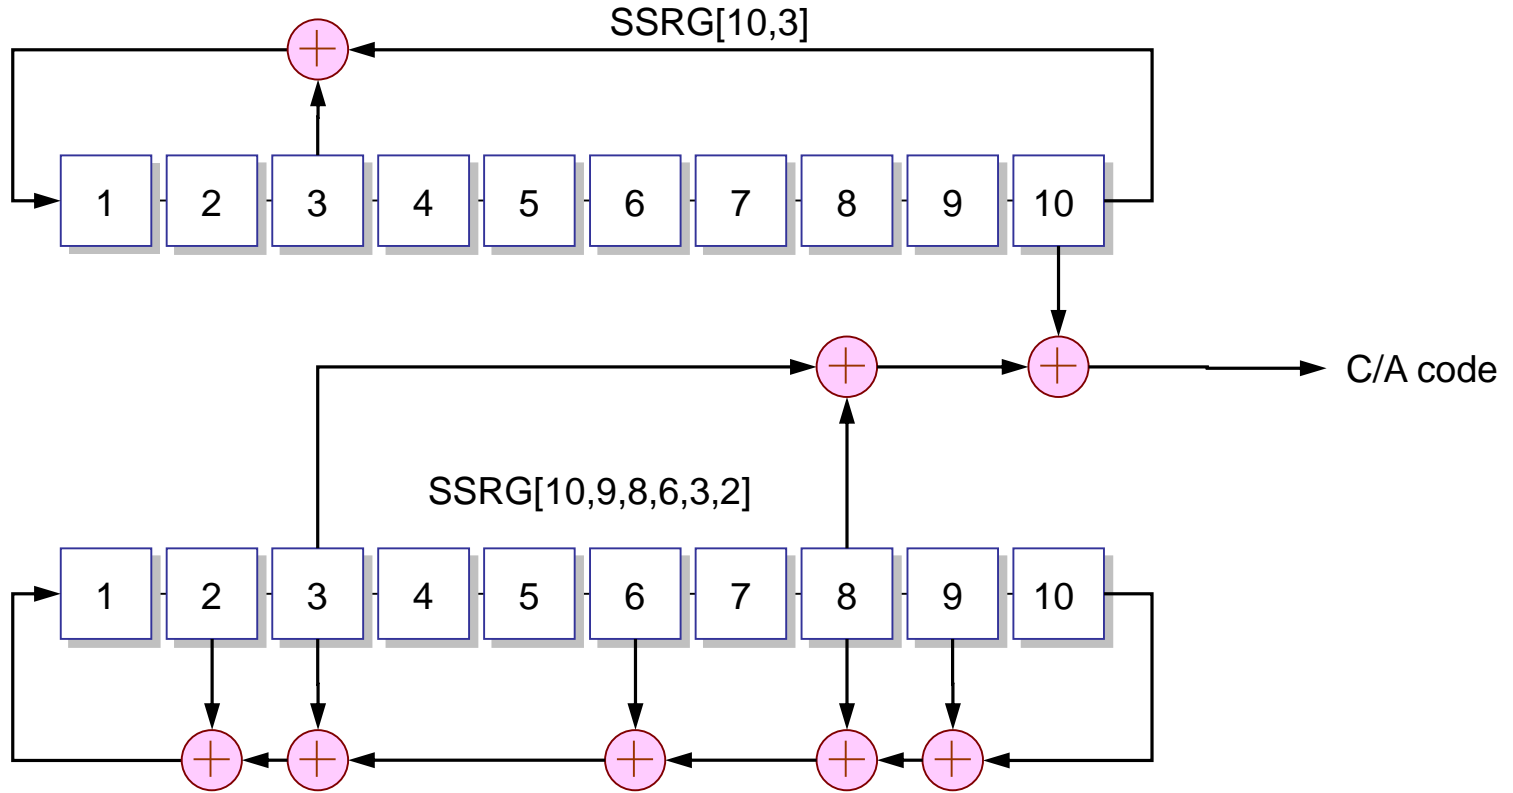 SSRG[10,3]
1 2 3 4 5 6 7 8 9 10
C/A code
SSRG[10,9,8,6,3,2]
1 2 3 4 5 6 7 8 9 10